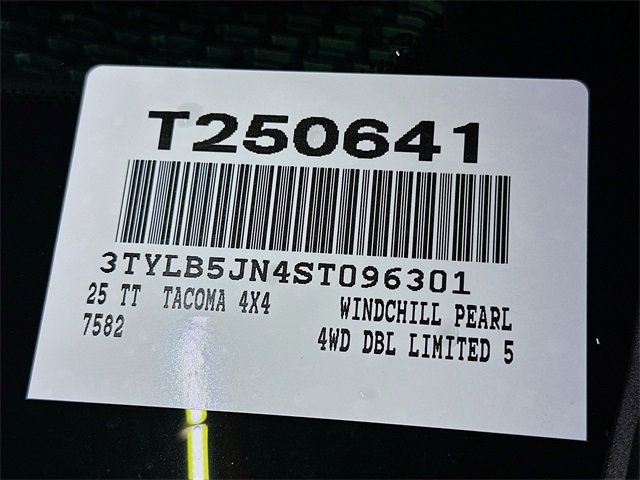 T250641
3TYLB5JN4ST096301
25 TT TACOMA 4X4 WINDCHILL PEARL
7582 4WD DBL LIMITED 5